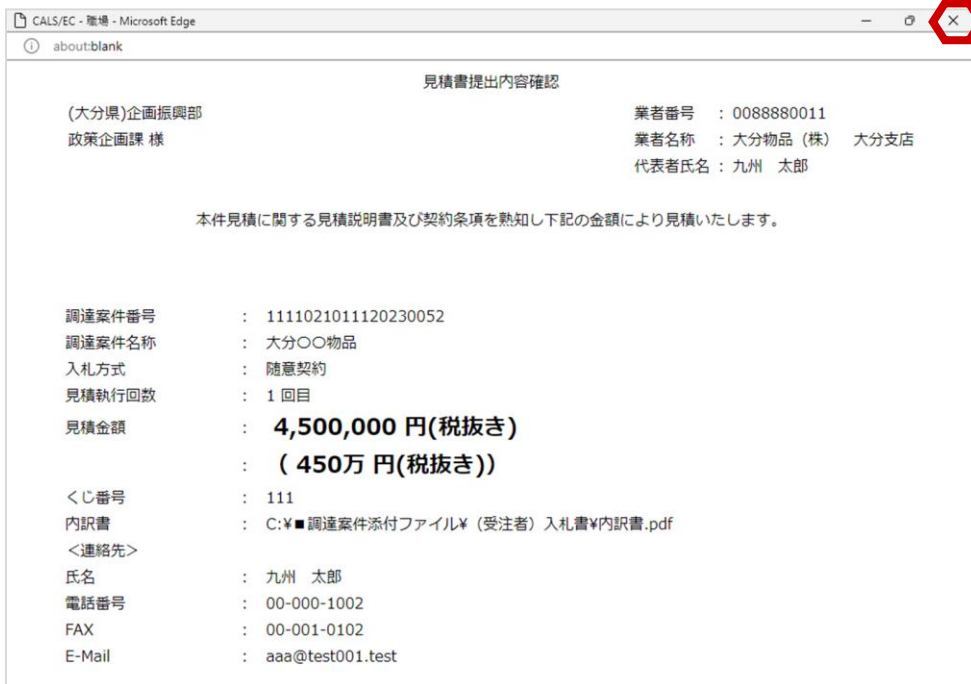 CALS/EC - 職場 - Microsoft Edge
about:blank
見積書提出内容確認
(大分県)企画振興部
政策企画課 様
業者番号 : 0088880011
業者名称 : 大分物品（株） 大分支店
代表者氏名 : 九州 太郎
本件見積に関する見積説明書及び契約条項を熟知し下記の金額により見積いたします。
調達案件番号 : 1111021011120230052
調達案件名称 : 大分〇〇物品
入札方式 : 随意契約
見積執行回数 : 1 回目
見積金額 : 4,500,000 円(税抜き)
: （ 450万 円(税抜き)）
くじ番号 : 111
内訳書 : C:¥■調達案件添付ファイル¥（受注者）入札書¥内訳書.pdf
＜連絡先＞
氏名 : 九州 太郎
電話番号 : 00-000-1002
FAX : 00-001-0102
E-Mail : aaa@test001.test